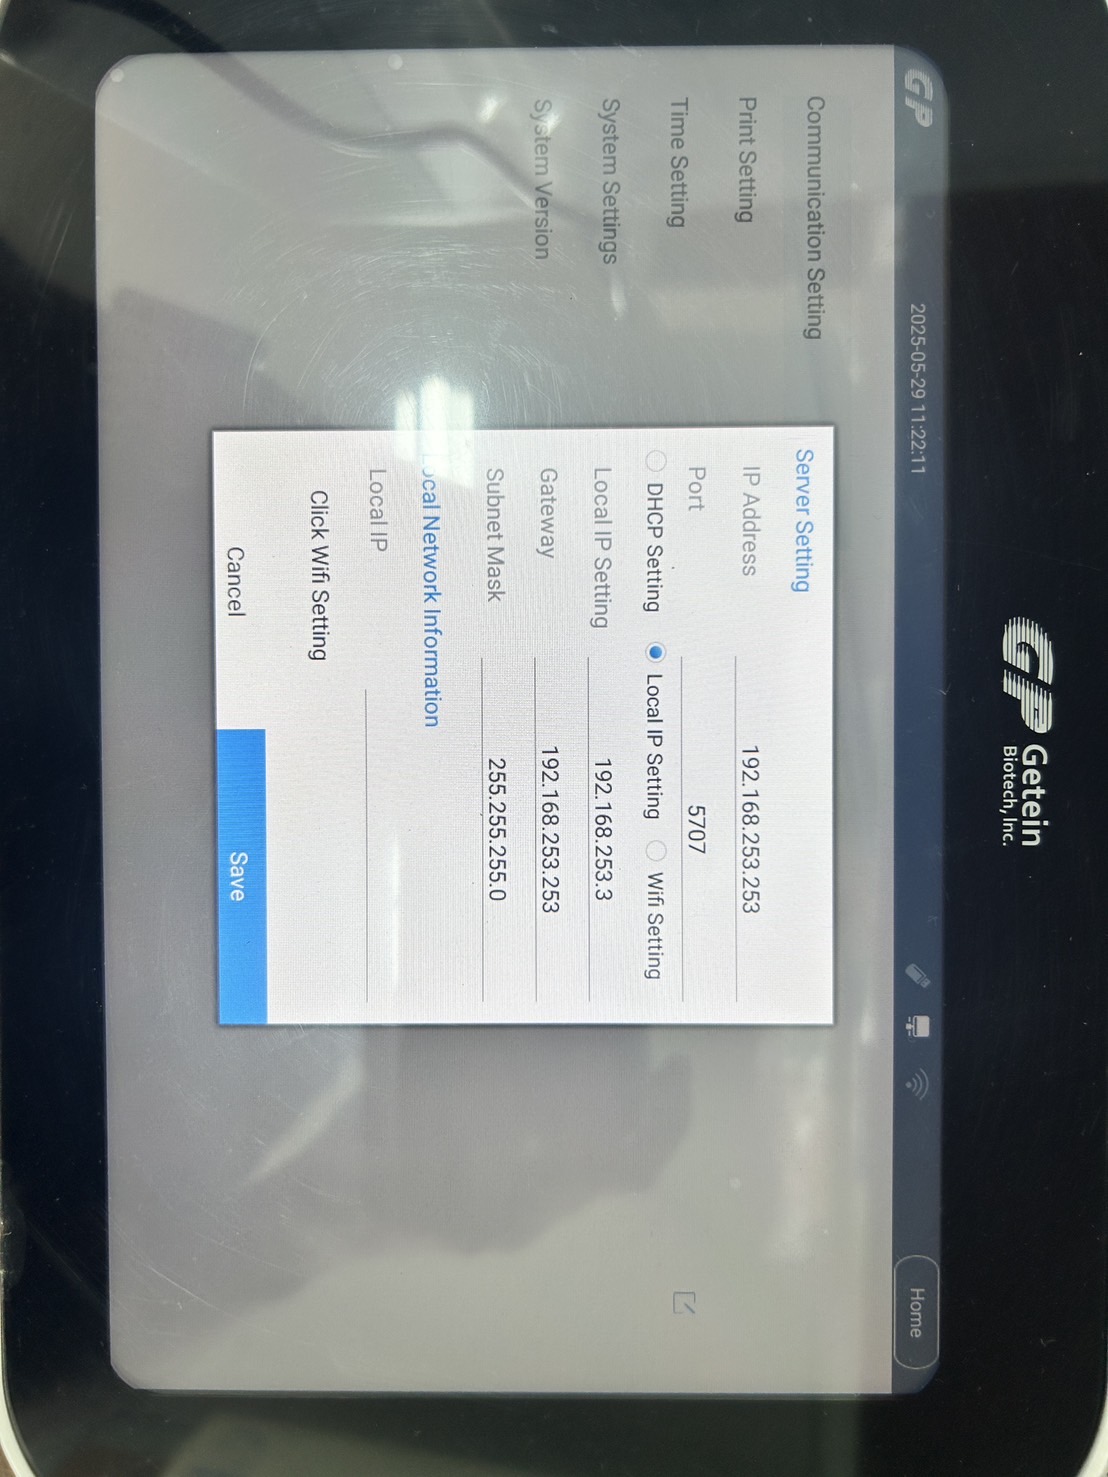 GP Getein
Biotech, Inc.
GP 2025-05-29 11:22:11 Home
Communication Setting
Print Setting
Time Setting
System Settings
System Version
Server Setting
IP Address 192.168.253.253
Port 5707
DHCP Setting Local IP Setting Wifi Setting
Local IP Setting 192.168.253.3
Gateway 192.168.253.253
Subnet Mask 255.255.255.0
Local Network Information
Local IP
Click Wifi Setting
Cancel Save